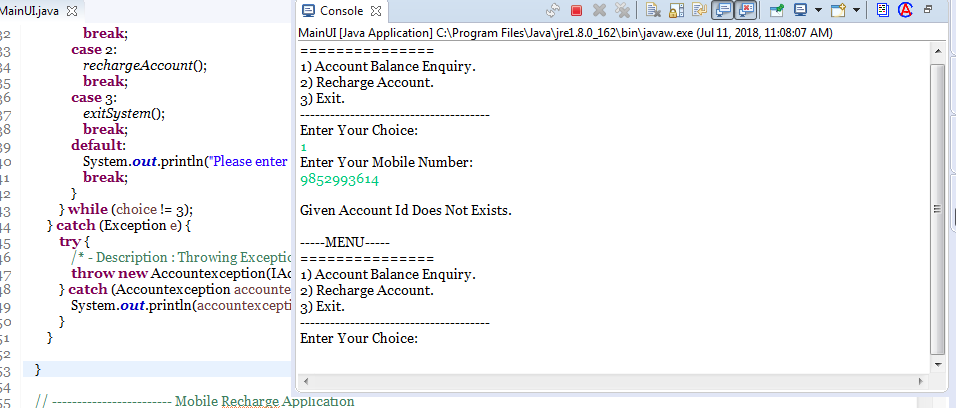 MainUI.java
Console
MainUI [Java Application] C:\Program Files\Java\jre1.8.0_162\bin\javaw.exe (Jul 11, 2018, 11:08:07 AM)
32 break;
33 case 2:
34 rechargeAccount();
35 break;
36 case 3:
37 exitSystem();
38 break;
39 default:
40 System.out.println("Please enter
41 break;
42 }
43 } while (choice != 3);
44 } catch (Exception e) {
45 try {
46 /* - Description : Throwing Exceptio
47 throw new Accountexception(IAc
48 } catch (Accountexception accounte
49 System.out.println(accountexception
50 }
51 }
52
53 }
54
55 // ------------------------ Mobile Recharge Application
===============
1) Account Balance Enquiry.
2) Recharge Account.
3) Exit.
--------------------------------------
Enter Your Choice:
1
Enter Your Mobile Number:
9852993614
Given Account Id Does Not Exists.
-----MENU-----
===============
1) Account Balance Enquiry.
2) Recharge Account.
3) Exit.
--------------------------------------
Enter Your Choice: